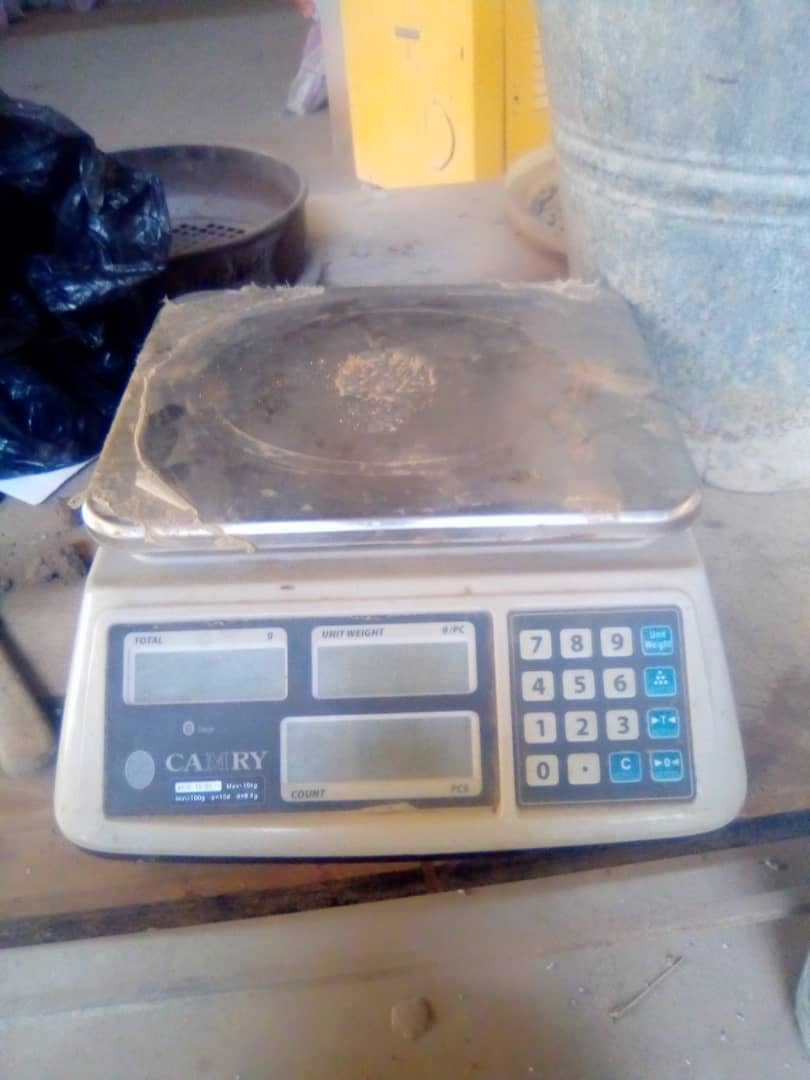 TOTAL g
UNIT WEIGHT g/PC
CAMRY
COUNT PCS
7 8 9 Unit Weight
4 5 6
1 2 3 ►T◄
0 . C ►0◄